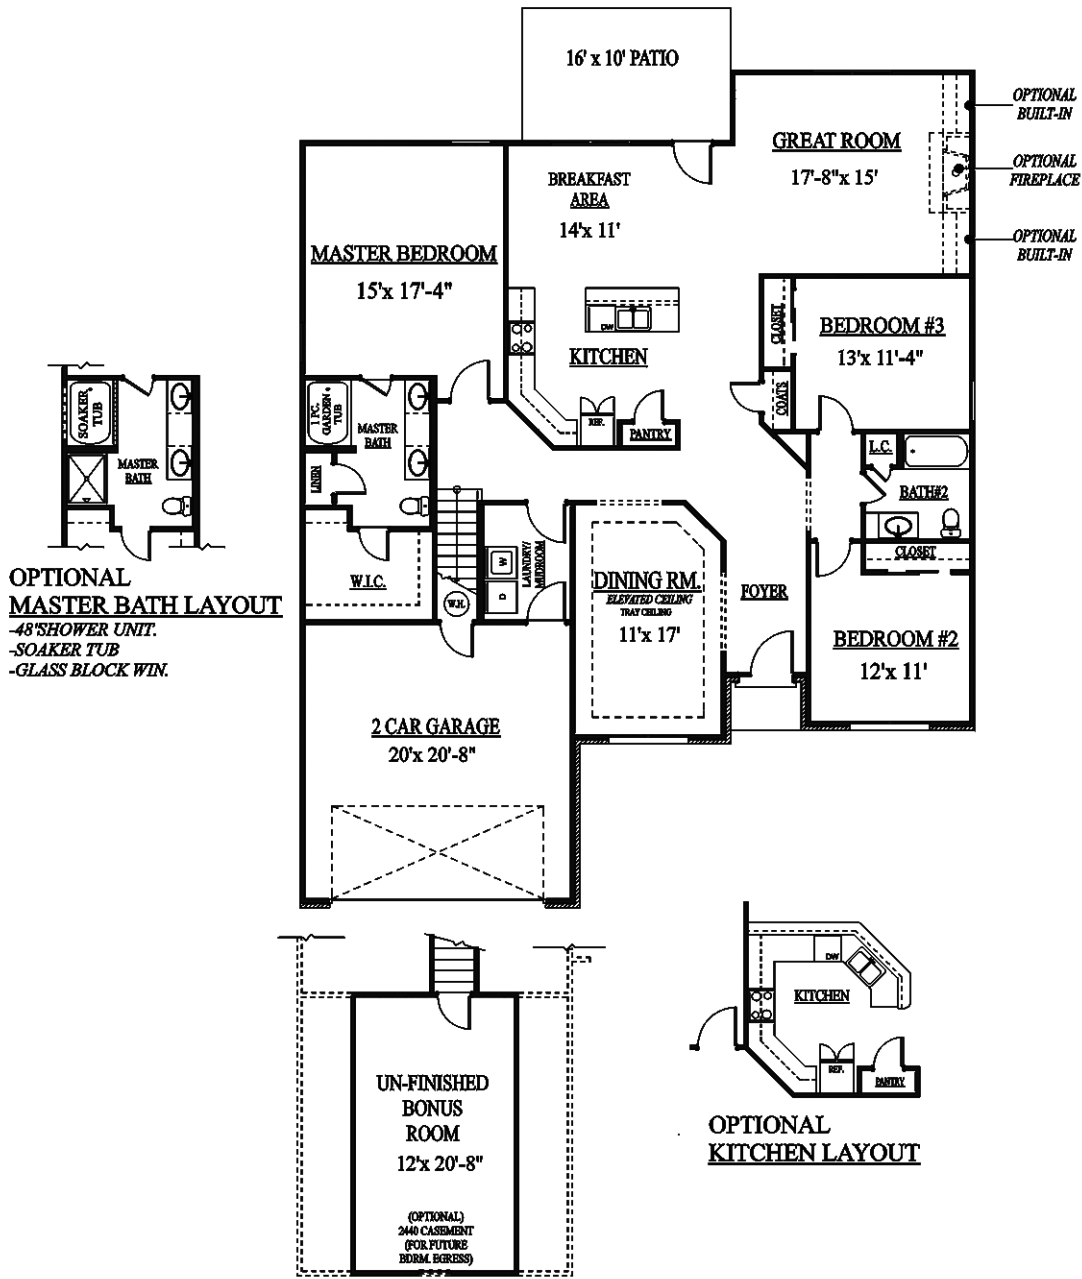 16' x 10' PATIO
OPTIONAL
BUILT-IN
GREAT ROOM
17'-8"x 15'
OPTIONAL
FIREPLACE
BREAKFAST
AREA
14'x 11'
OPTIONAL
BUILT-IN
MASTER BEDROOM
15'x 17'-4"
DW
KITCHEN
REF.
PANTRY
CLOSET
BEDROOM #3
13'x 11'-4"
COATS
L.C.
BATH#2
CLOSET
BEDROOM #2
12'x 11'
1 PC.
GARDEN
TUB
MASTER
BATH
LINEN
W.I.C.
W.H.
W
D
LAUNDRY/
MUDROOM
DINING RM.
ELEVATED CEILING
TRAY CEILING
11'x 17'
FOYER
2 CAR GARAGE
20'x 20'-8"
SOAKER
TUB
MASTER
BATH
OPTIONAL
MASTER BATH LAYOUT
-48"SHOWER UNIT.
-SOAKER TUB
-GLASS BLOCK WIN.
UN-FINISHED
BONUS
ROOM
12'x 20'-8"
(OPTIONAL)
2440 CASEMENT
(FOR FUTURE
BDRM. EGRESS)
DW
KITCHEN
REF.
PANTRY
OPTIONAL
KITCHEN LAYOUT